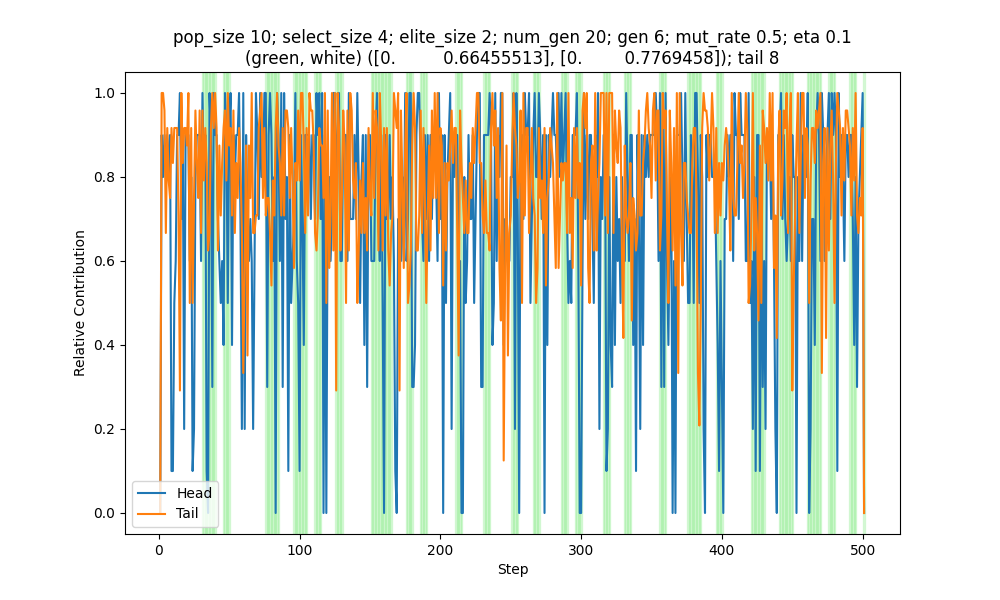 pop_size 10; select_size 4; elite_size 2; num_gen 20; gen 6; mut_rate 0.5; eta 0.1
(green, white) ([0.         0.66455513], [0.        0.7769458]); tail 8
1.0
0.8
0.6
0.4
0.2
0.0
Relative Contribution
Head
Tail
0
100
200
300
400
500
Step